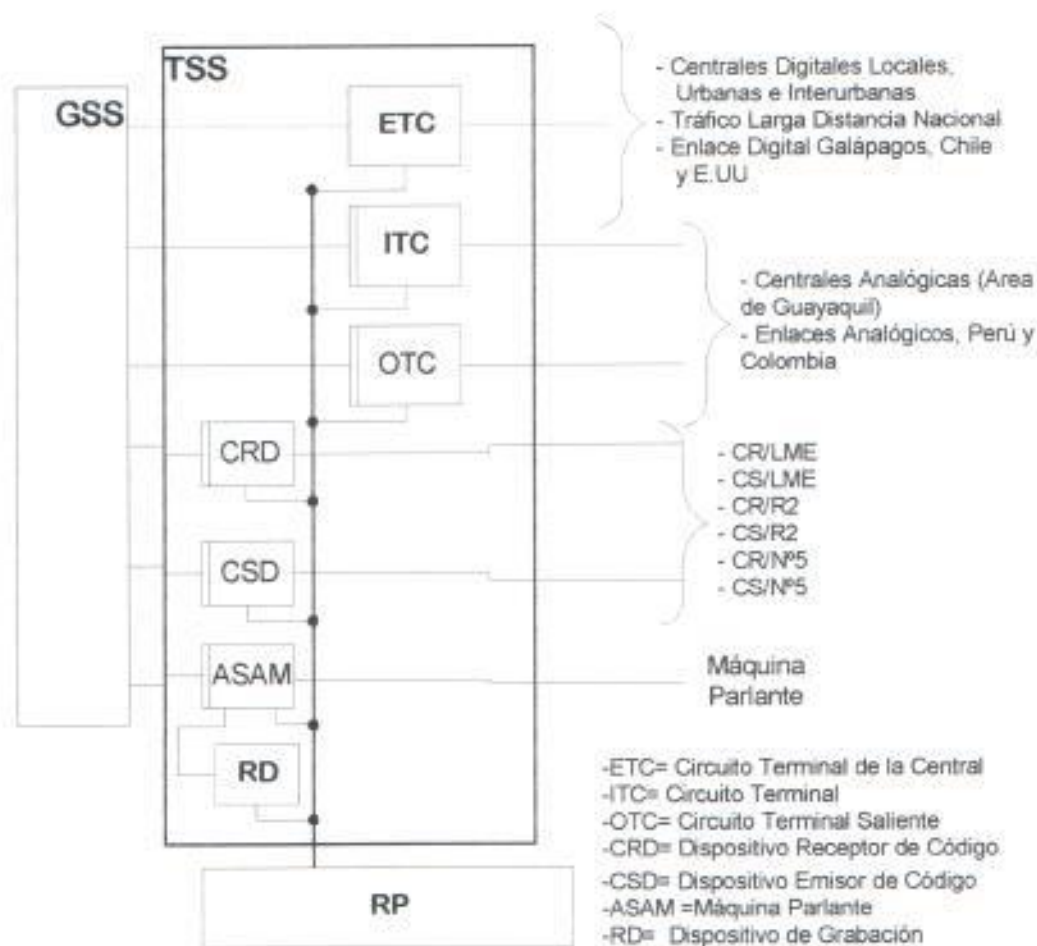 TSS
GSS
ETC
- Centrales Digitales Locales,
Urbanas e Interurbanas
- Tráfico Larga Distancia Nacional
- Enlace Digital Galápagos, Chile
y E.UU
ITC
- Centrales Analógicas (Area
de Guayaquil)
- Enlaces Analógicos, Perú y
Colombia
OTC
CRD
- CR/LME
- CS/LME
- CR/R2
- CS/R2
- CR/Nº5
- CS/Nº5
CSD
ASAM
Máquina
Parlante
RD
-ETC= Circuito Terminal de la Central
-ITC= Circuito Terminal
-OTC= Circuito Terminal Saliente
-CRD= Dispositivo Receptor de Código
-CSD= Dispositivo Emisor de Código
-ASAM =Máquina Parlante
-RD= Dispositivo de Grabación
RP